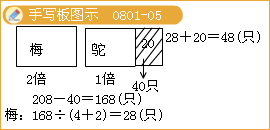 手写板图示 0801-05
梅 鸵 20 28+20=48(只)
2倍 1倍 40只
208-40=168(只)
梅:168÷(4+2)=28(只)